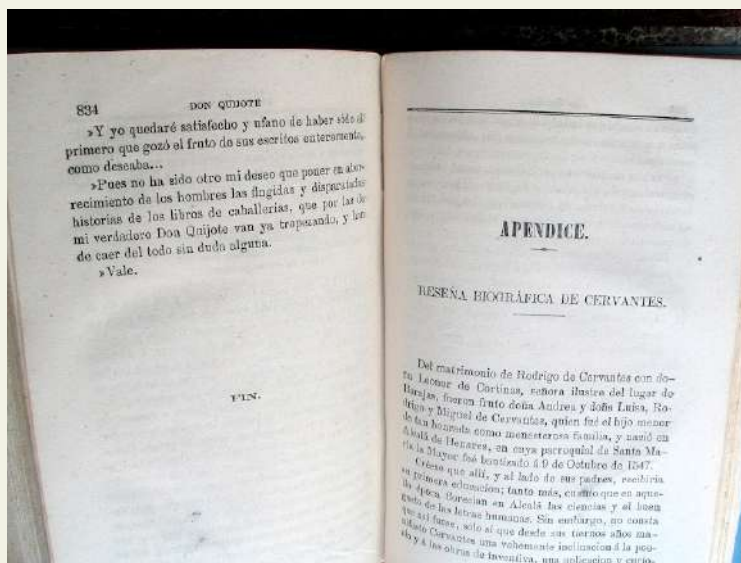 834
DON QUIJOTE
»Y yo quedaré satisfecho y ufano de haber sido el
primero que gozó el fruto de sus escritos enteramente,
como deseaba...
»Pues no ha sido otro mi deseo que poner en abor-
recimiento de los hombres las fingidas y disparatadas
historias de los libros de caballerias, que por las de
mi verdadero Don Quijote van ya tropezando, y han
de caer del todo sin duda alguna.
»Vale.
FIN.
APENDICE.
RESEÑA BIOGRÁFICA DE CERVANTES.
Del matrimonio de Rodrigo de Cervantes con do-
ña Leonor de Cortinas, señora ilustre del lugar de
Barajas, fueron fruto doña Andrea y doña Luisa, Ro-
drigo y Miguel de Cervantes, quien fué el hijo menor
de tan honrada como menesterosa familia, y nació en
Alcalá de Henares, en cuya parroquial de Santa Ma-
ría la Mayor fué bautizado á 9 de Octubre de 1547.
Créese que allí, y al lado de sus padres, recibiria
su primera educacion; tanto más, cuanto que en aque-
lla época florecian en Alcalá las ciencias y el buen
gusto de las letras humanas. Sin embargo, no consta
que así fuese, solo sí que desde sus tiernos años ma-
nifestó Cervantes una vehemente inclinacion á la poe-
sía y á las obras de inventiva, una aplicacion y curio-